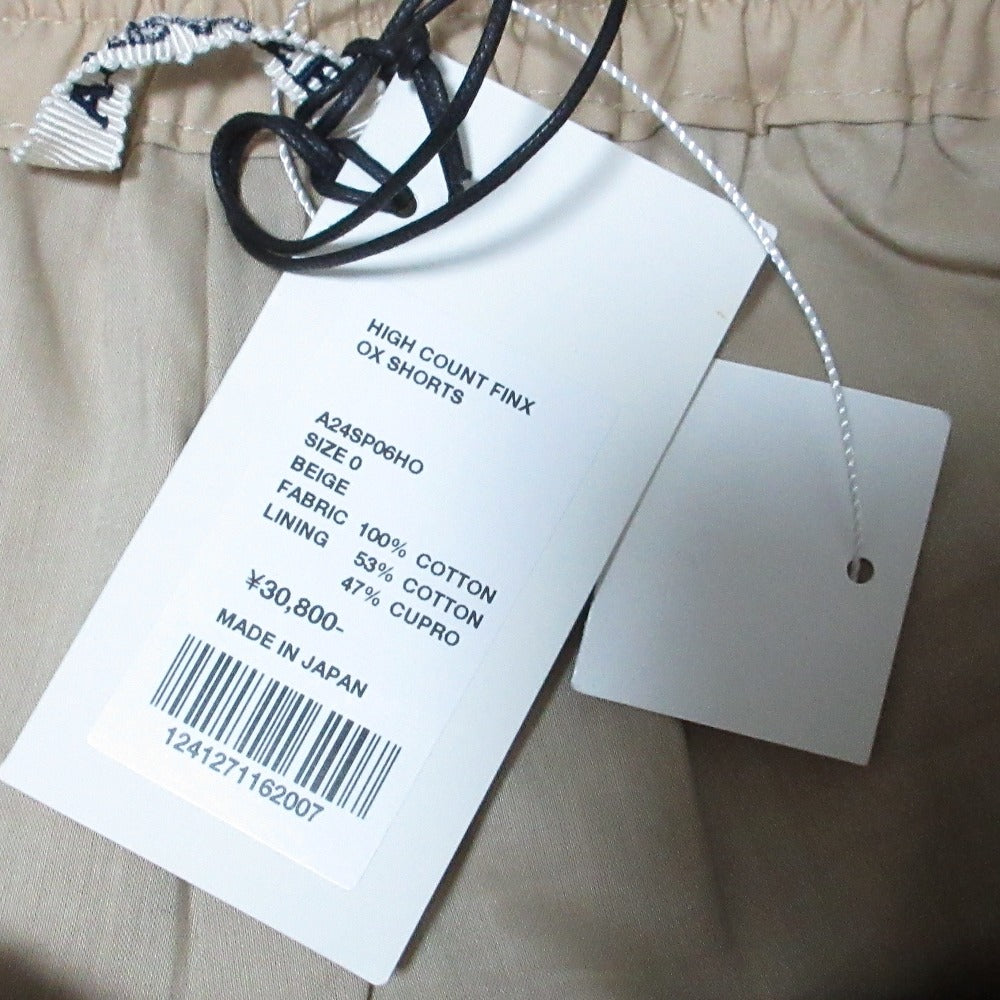 HIGH COUNT FINX
OX SHORTS
A24SP06HO
SIZE 0
BEIGE
FABRIC 100% COTTON
LINING 53% COTTON
47% CUPRO
¥30,800-
MADE IN JAPAN
1241271162007